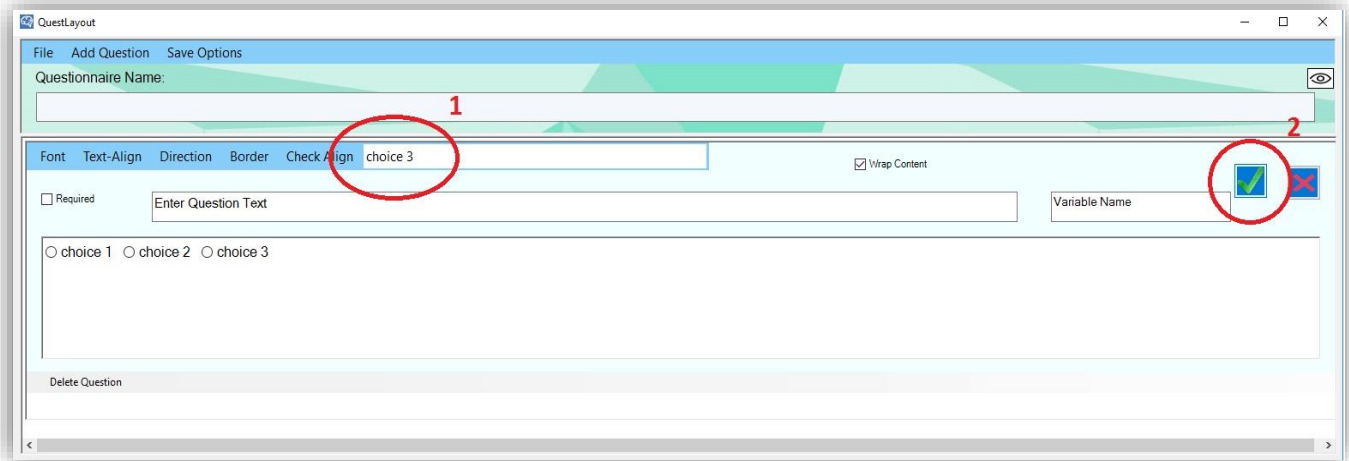 QuestLayout
File Add Question Save Options
Questionnaire Name:
1
2
Font Text-Align Direction Border Check Align choice 3
Wrap Content
Required
Enter Question Text
Variable Name
choice 1 choice 2 choice 3
Delete Question